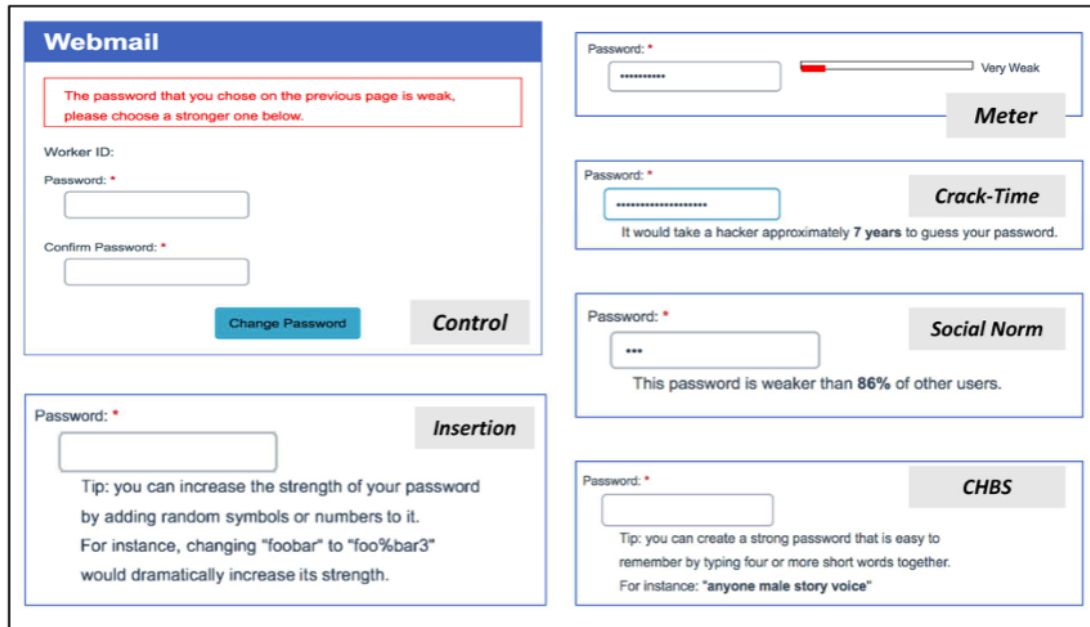 Webmail
The password that you chose on the previous page is weak,
please choose a stronger one below.
Worker ID:
Password: *
Confirm Password: *
Change Password
Control
Password: *
Insertion
Tip: you can increase the strength of your password
by adding random symbols or numbers to it.
For instance, changing "foobar" to "foo%bar3"
would dramatically increase its strength.
Password: *
••••••••••
Very Weak
Meter
Password: *
••••••••••••••••••••
Crack-Time
It would take a hacker approximately 7 years to guess your password.
Password: *
•••
Social Norm
This password is weaker than 86% of other users.
Password: *
CHBS
Tip: you can create a strong password that is easy to
remember by typing four or more short words together.
For instance: "anyone male story voice"